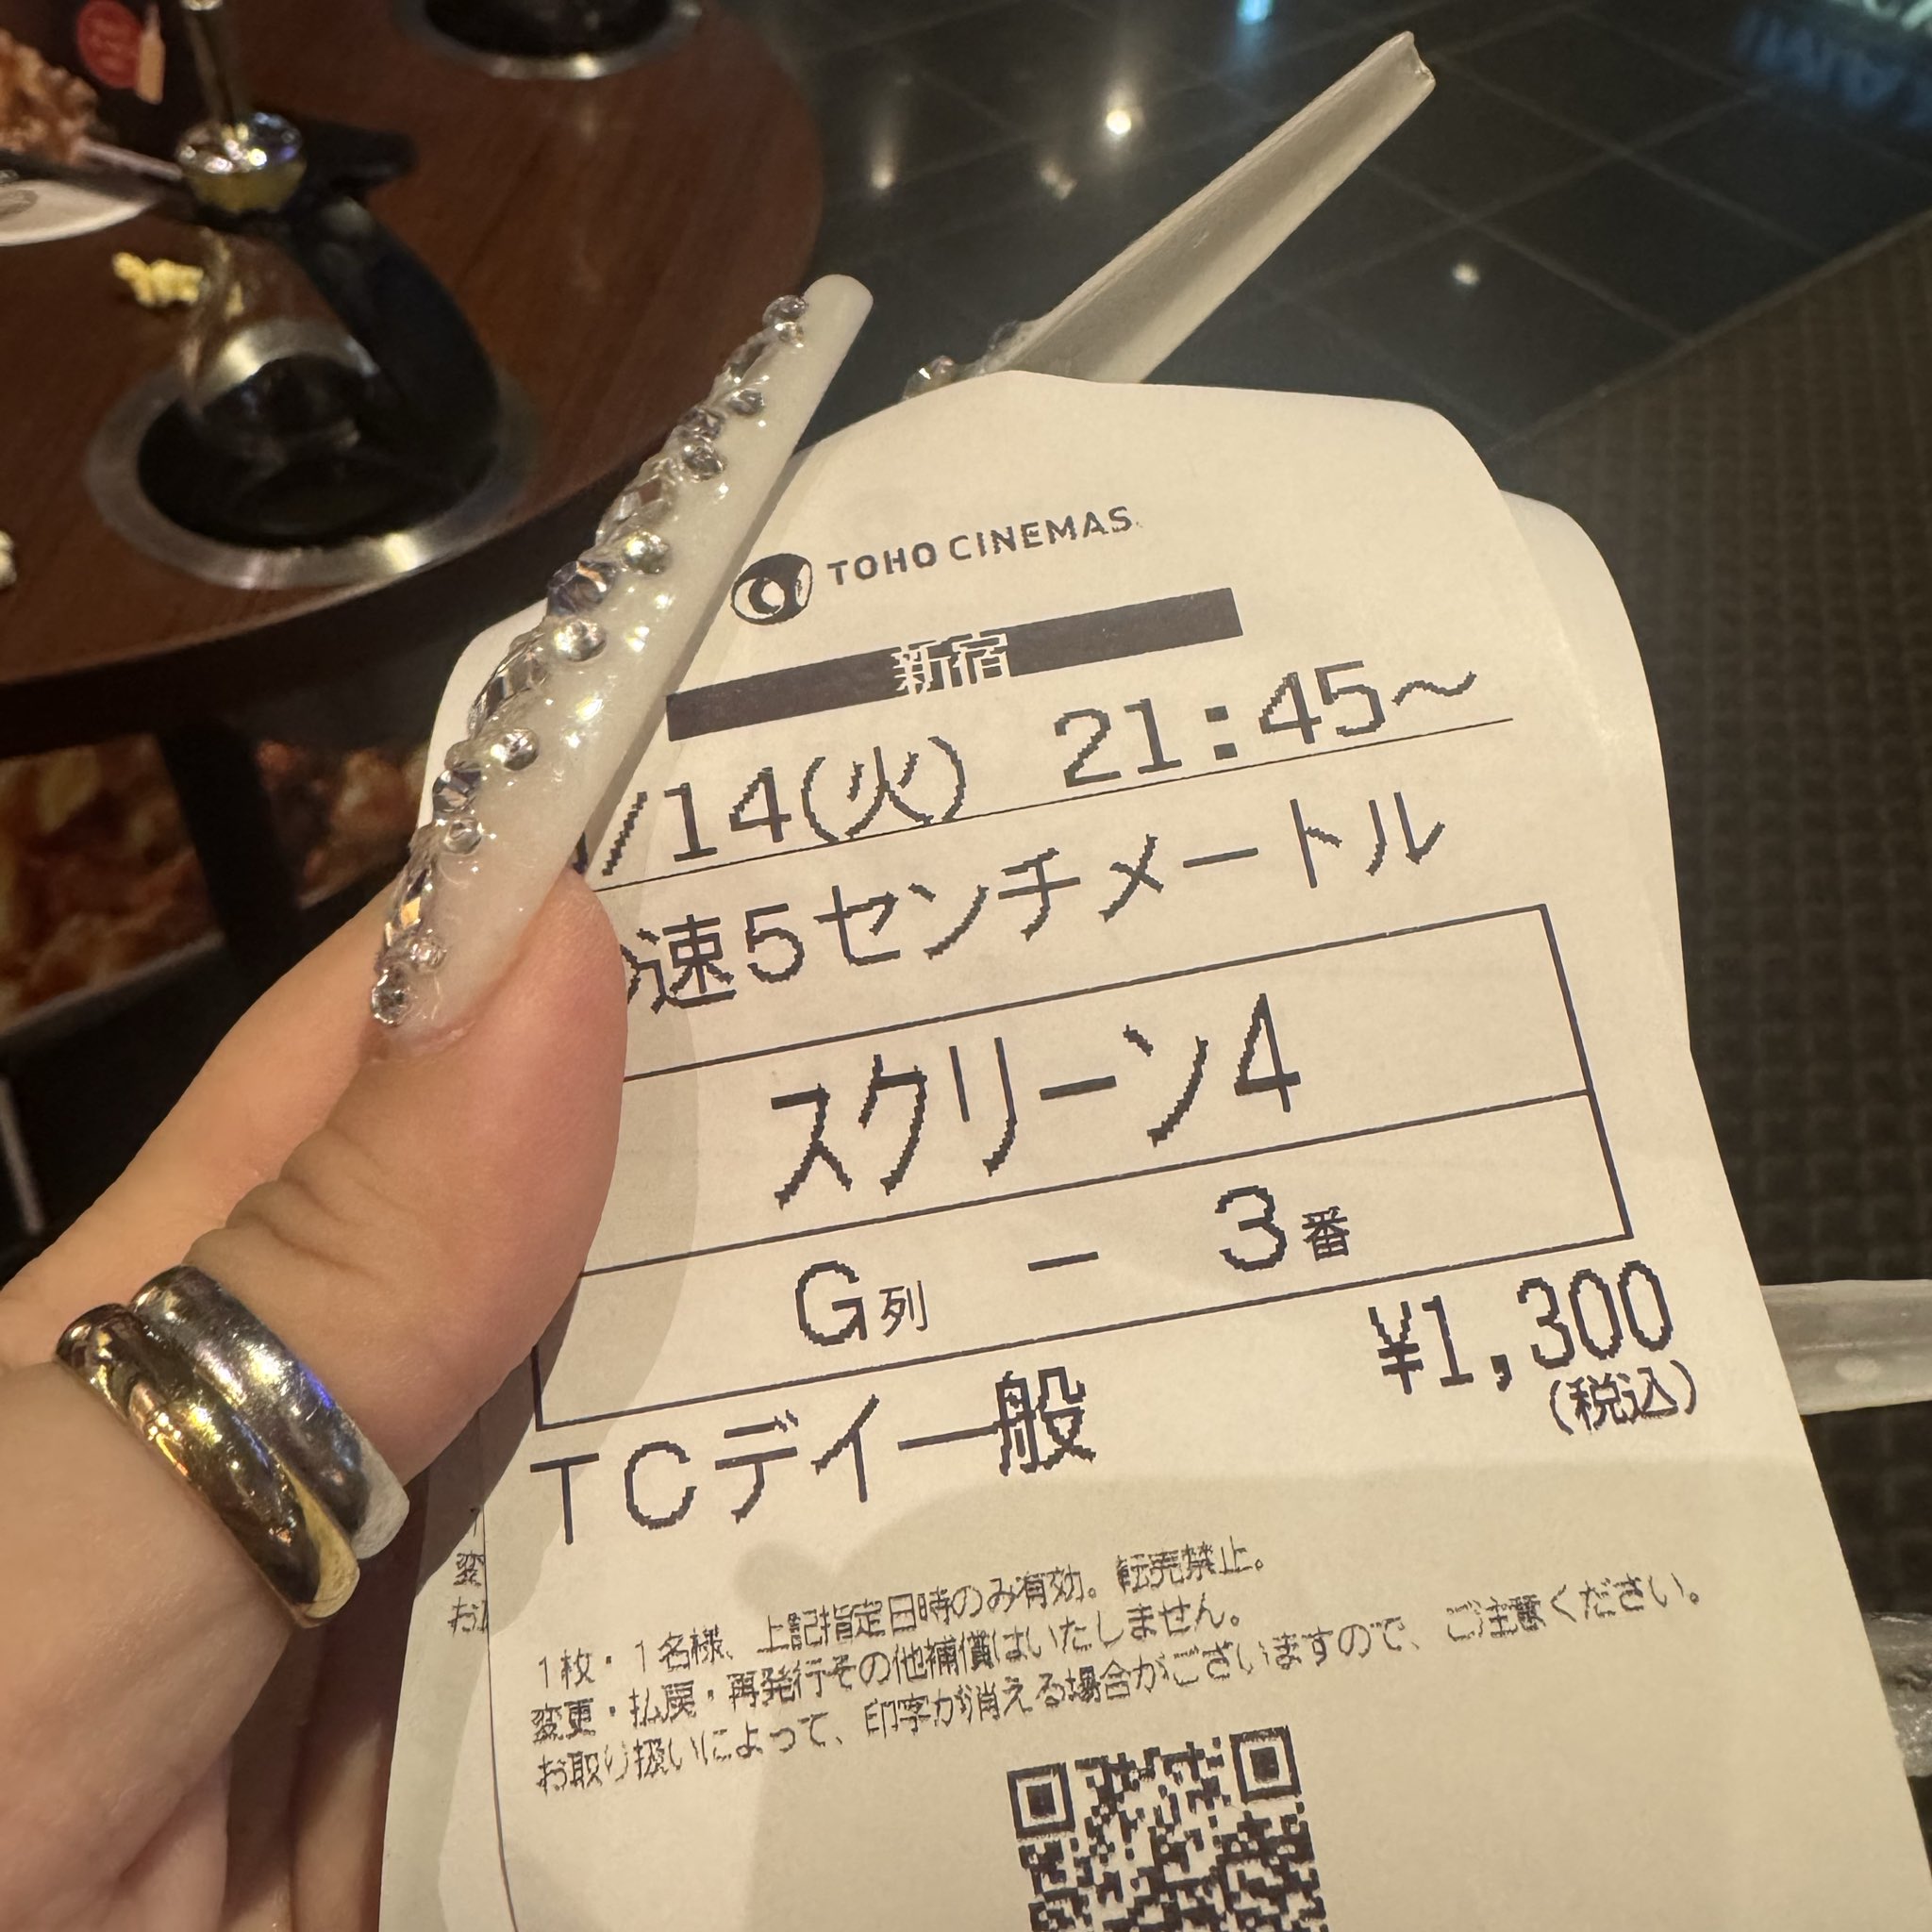 TOHO CINEMAS
新宿
/14(火) 21:45～
速5センチメートル
スクリーン4
G列 － 3番
¥1,300
(税込)
TCデイ一般
1枚・1名様、上記指定日時のみ有効。転売禁止。
変更・払戻・再発行その他補償はいたしません。
お取り扱いによって、印字が消える場合がございますので、ご注意ください。
変
お